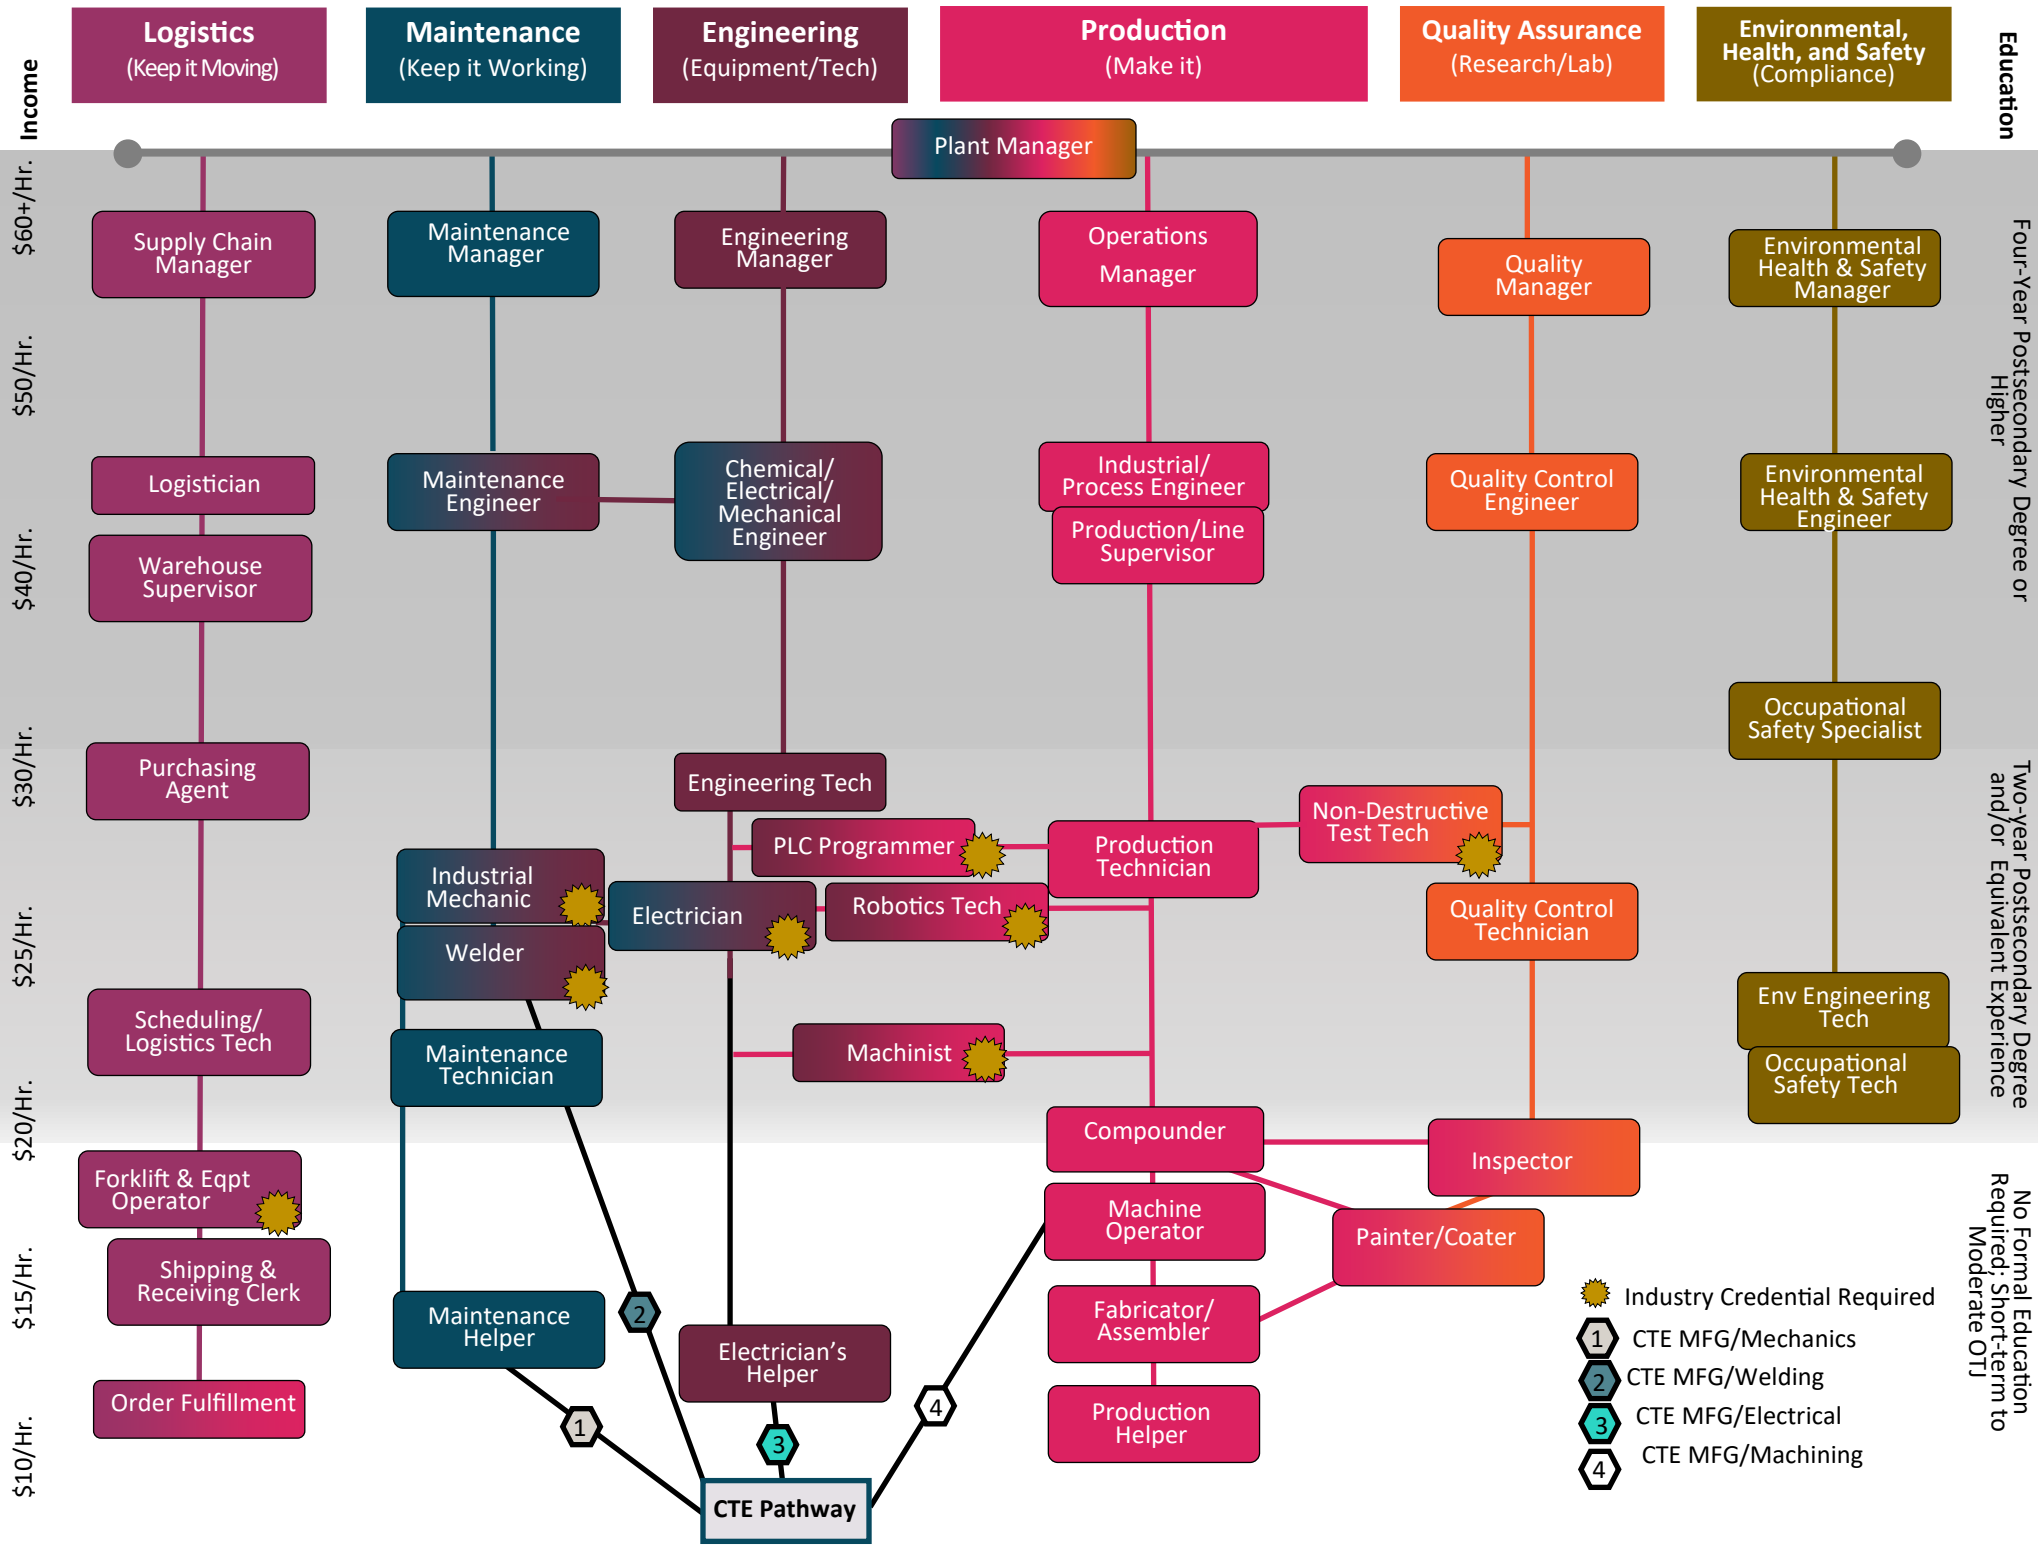 Logistics
(Keep it Moving)
Maintenance
(Keep it Working)
Engineering
(Equipment/Tech)
Production
(Make it)
Quality Assurance
(Research/Lab)
Environmental,
Health, and Safety
(Compliance)
Income
Education
Plant Manager
$60+/Hr.
$50/Hr.
$40/Hr.
$30/Hr.
$25/Hr.
$20/Hr.
$15/Hr.
$10/Hr.
Four-Year Postsecondary Degree or
Higher
Two-year Postsecondary Degree
and/or Equivalent Experience
No Formal Education
Required; Short-term to
Moderate OTJ
Supply Chain
Manager
Logistician
Warehouse
Supervisor
Purchasing
Agent
Scheduling/
Logistics Tech
Forklift & Eqpt
Operator
Shipping &
Receiving Clerk
Order Fulfillment
Maintenance
Manager
Maintenance
Engineer
Industrial
Mechanic
Welder
Maintenance
Technician
Maintenance
Helper
Engineering
Manager
Chemical/
Electrical/
Mechanical
Engineer
Engineering Tech
PLC Programmer
Electrician
Robotics Tech
Machinist
Electrician's
Helper
Operations
Manager
Industrial/
Process Engineer
Production/Line
Supervisor
Production
Technician
Compounder
Machine
Operator
Fabricator/
Assembler
Production
Helper
Quality
Manager
Quality Control
Engineer
Non-Destructive
Test Tech
Quality Control
Technician
Inspector
Painter/Coater
Environmental
Health & Safety
Manager
Environmental
Health & Safety
Engineer
Occupational
Safety Specialist
Env Engineering
Tech
Occupational
Safety Tech
1
2
3
4
CTE Pathway
Industry Credential Required
1 CTE MFG/Mechanics
2 CTE MFG/Welding
3 CTE MFG/Electrical
4 CTE MFG/Machining